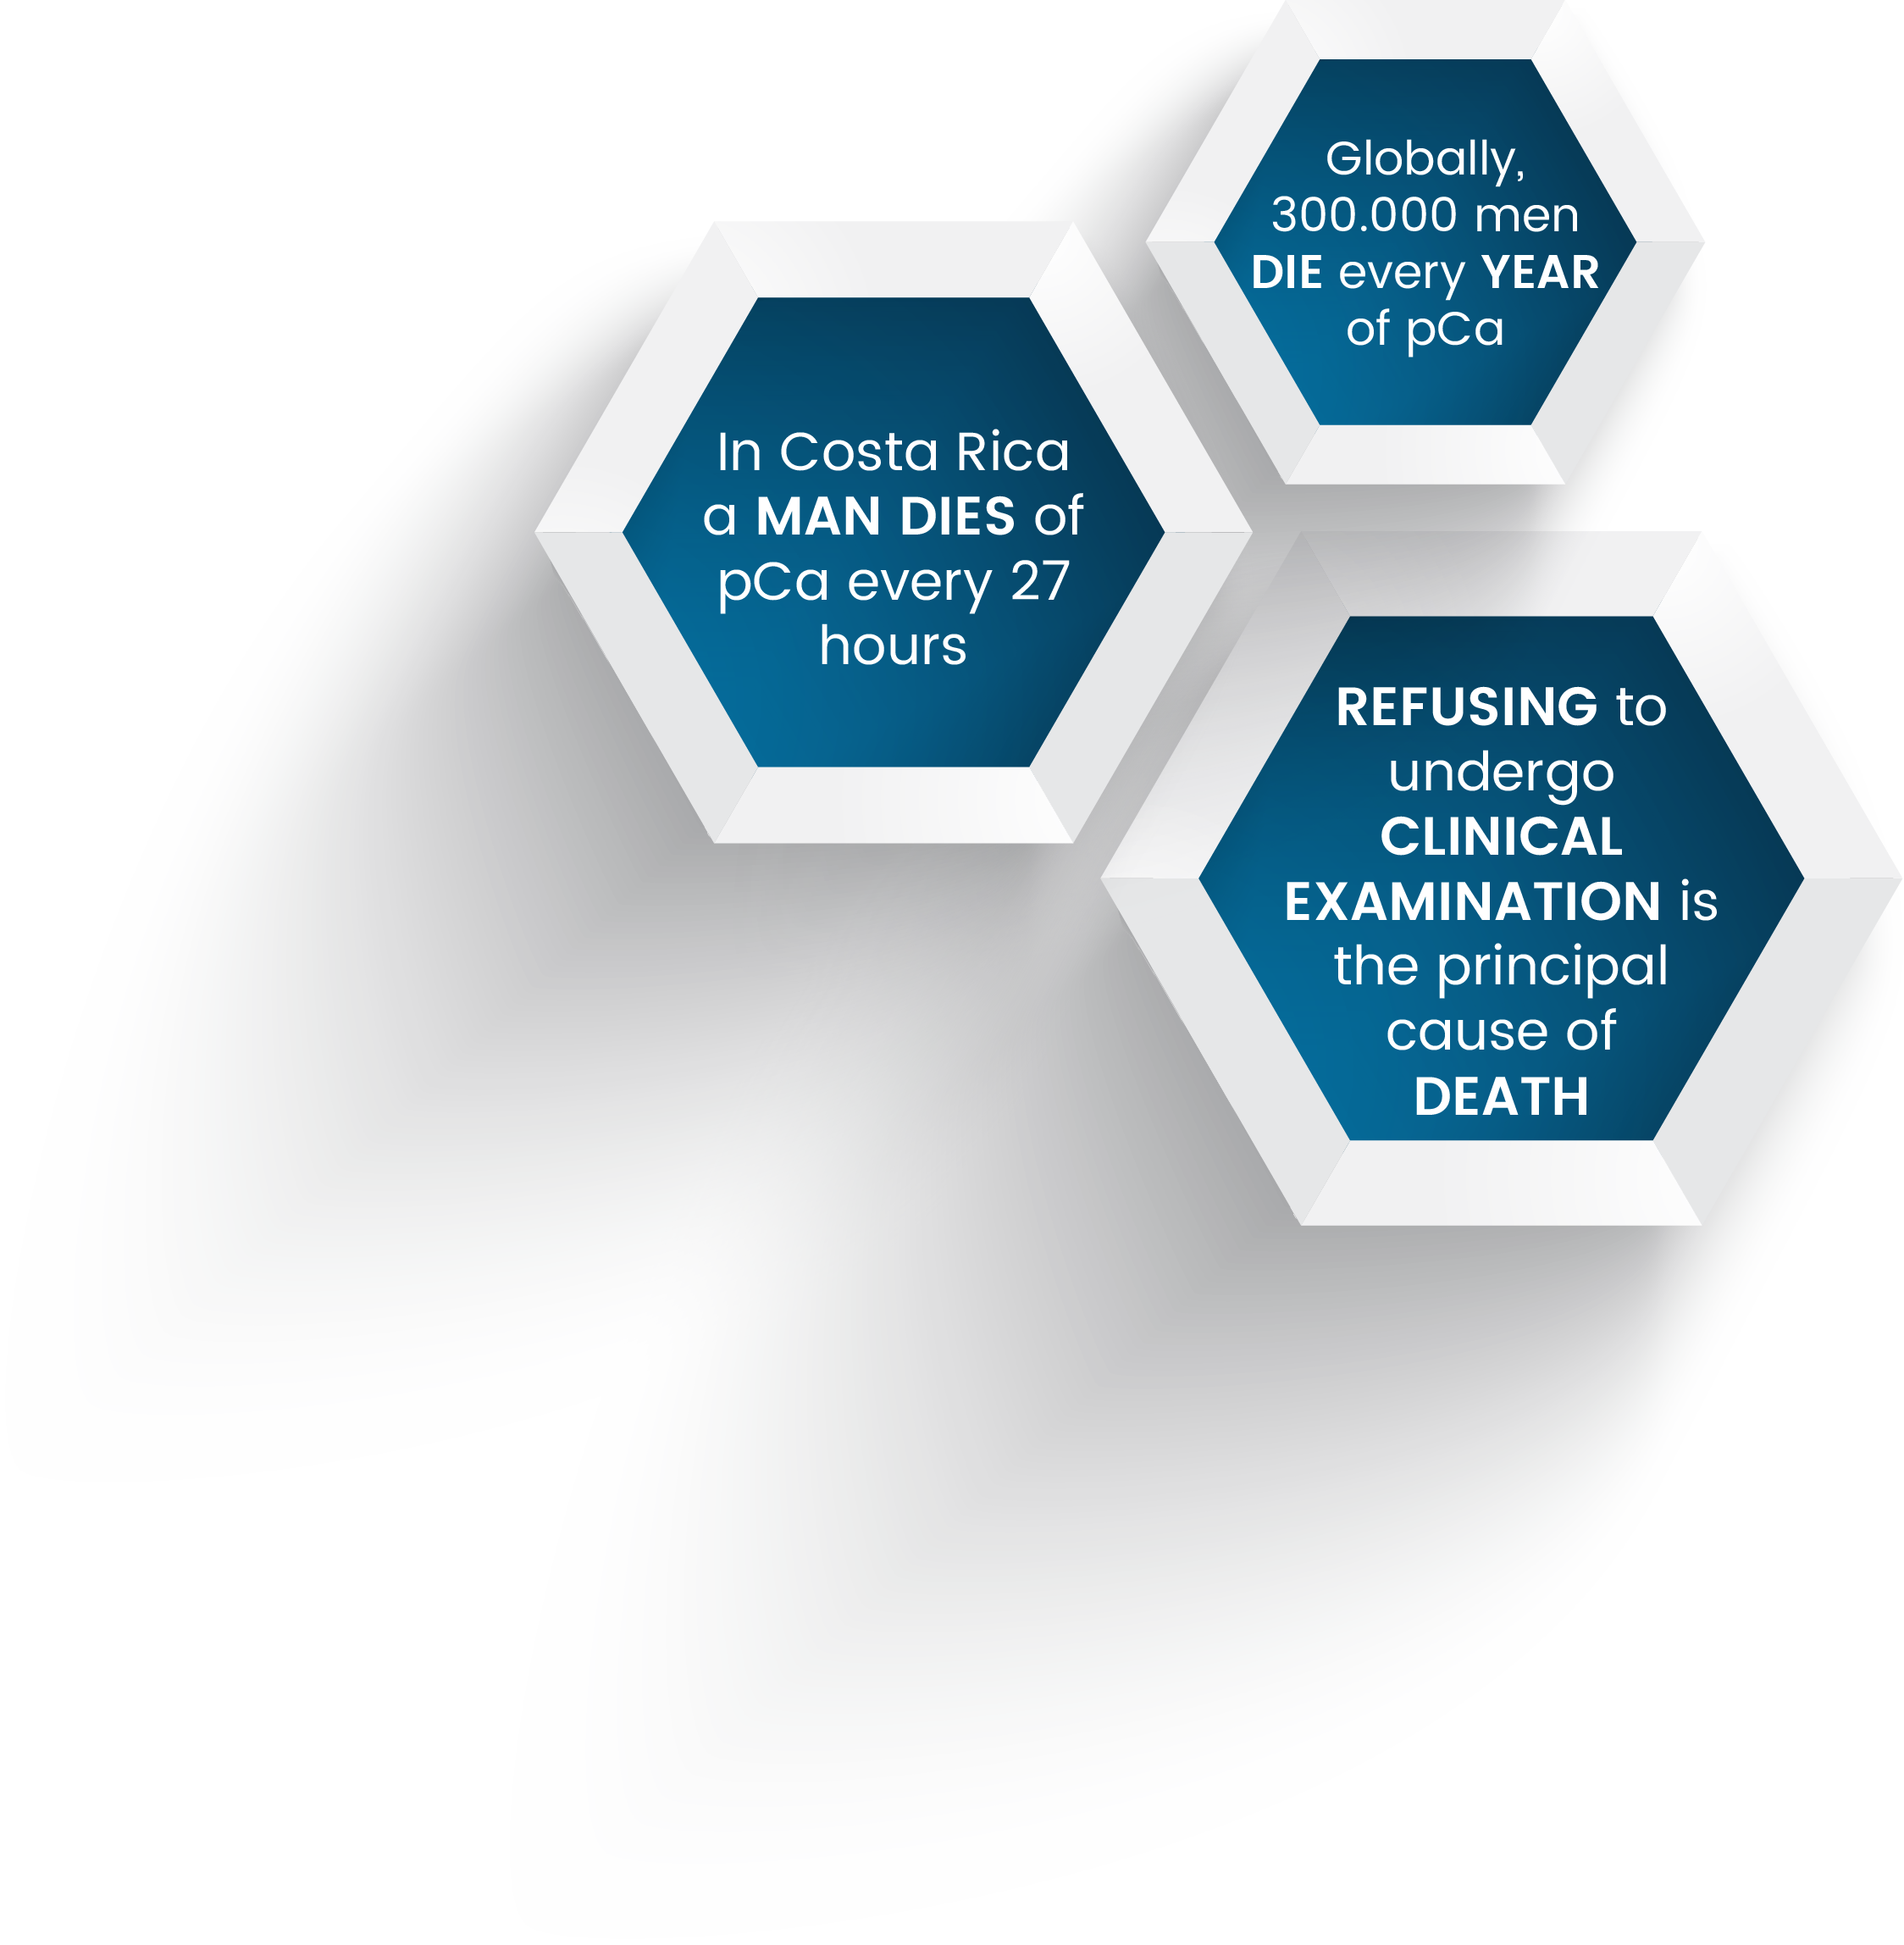 Globally,
300.000 men
DIE every YEAR
of pCa
In Costa Rica
a MAN DIES of
pCa every 27
hours
REFUSING to
undergo
CLINICAL
EXAMINATION is
the principal
cause of
DEATH